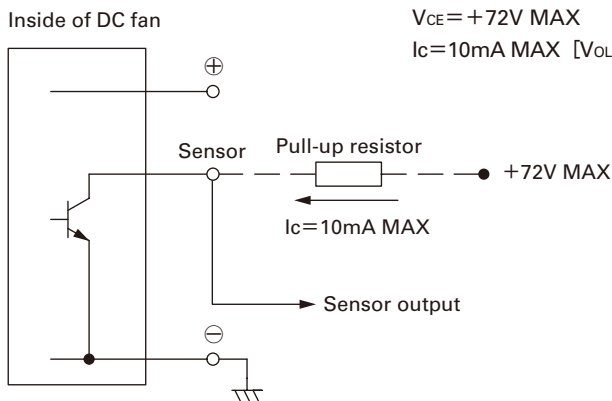 Inside of DC fan
VCE=+72V MAX
Ic=10mA MAX [VOL
⊕
Sensor
Pull-up resistor
+72V MAX
Ic=10mA MAX
Sensor output
⊖